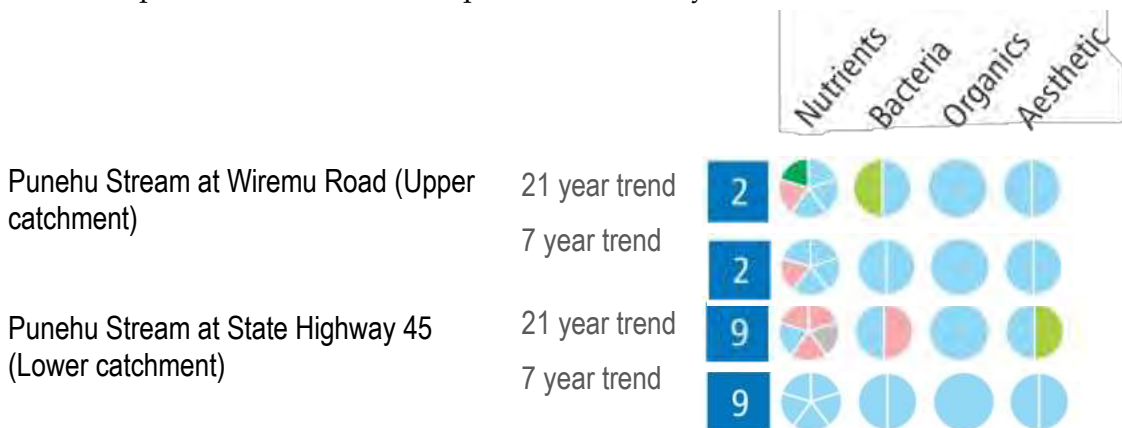 Nutrients
Bacteria
Organics
Aesthetic
Punehu Stream at Wiremu Road (Upper
catchment)
21 year trend
2
7 year trend
2
Punehu Stream at State Highway 45
(Lower catchment)
21 year trend
9
7 year trend
9